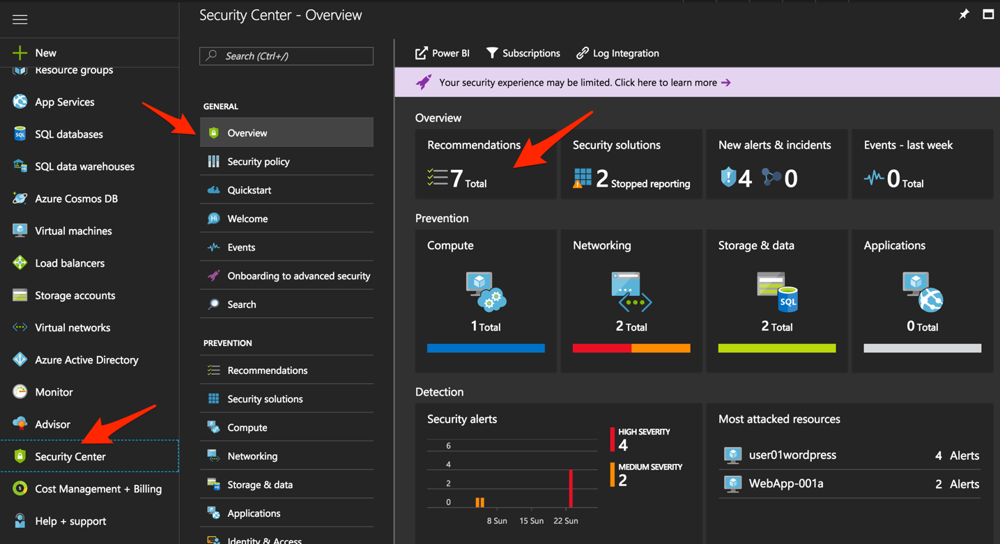 Security Center - Overview
New
Resource groups
App Services
SQL databases
SQL data warehouses
Azure Cosmos DB
Virtual machines
Load balancers
Storage accounts
Virtual networks
Azure Active Directory
Monitor
Advisor
Security Center
Cost Management + Billing
Help + support
Search (Ctrl+/)
GENERAL
Overview
Security policy
Quickstart
Hi
Welcome
Events
Onboarding to advanced security
Search
PREVENTION
Recommendations
Security solutions
Compute
Networking
Storage & data
Applications
Identity & Access
Power BI
Subscriptions
Log Integration
Your security experience may be limited. Click here to learn more →
Overview
Recommendations
7 Total
Security solutions
2 Stopped reporting
New alerts & incidents
4
0
Events - last week
0 Total
Prevention
Compute
1 Total
Networking
2 Total
Storage & data
SQL
2 Total
Applications
0 Total
Detection
Security alerts
6
4
2
0
8 Sun
15 Sun
22 Sun
HIGH SEVERITY
4
MEDIUM SEVERITY
2
Most attacked resources
user01wordpress 4 Alerts
WebApp-001a 2 Alerts